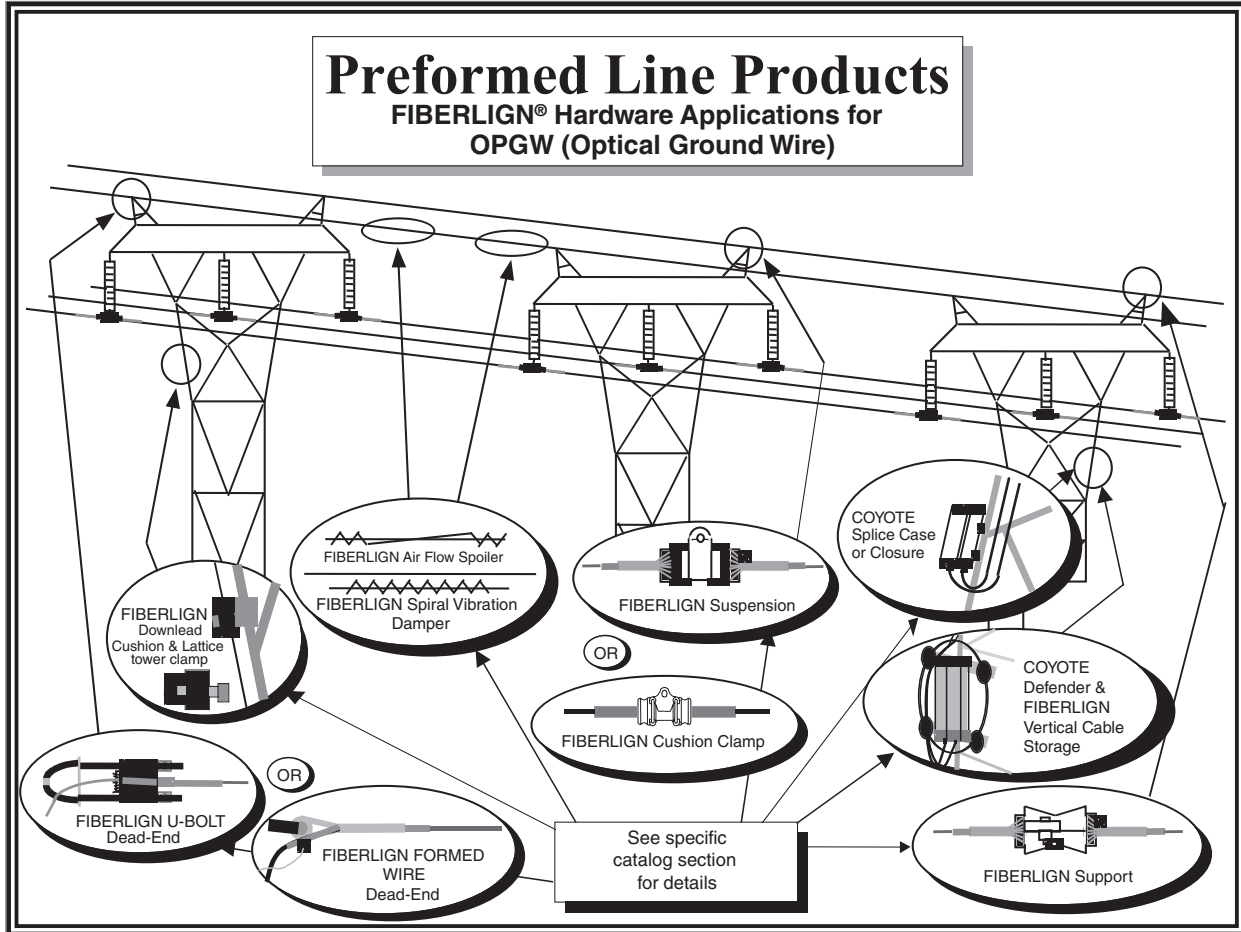 Preformed Line Products
FIBERLIGN® Hardware Applications for
OPGW (Optical Ground Wire)
FIBERLIGN Air Flow Spoiler
FIBERLIGN Spiral Vibration
Damper
FIBERLIGN Suspension
COYOTE
Splice Case
or Closure
FIBERLIGN
Downlead
Cushion & Lattice
tower clamp
OR
FIBERLIGN Cushion Clamp
COYOTE
Defender &
FIBERLIGN
Vertical Cable
Storage
FIBERLIGN U-BOLT
Dead-End
OR
FIBERLIGN FORMED
WIRE
Dead-End
See specific
catalog section
for details
FIBERLIGN Support